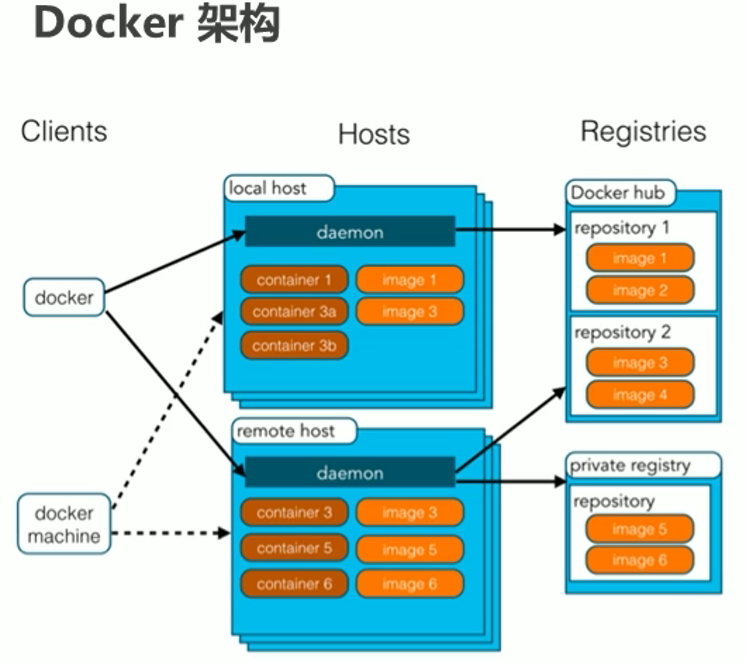 Docker 架构
Clients
Hosts
Registries
docker
docker
machine
local host
daemon
container 1
image 1
container 3a
image 3
container 3b
remote host
daemon
container 3
image 3
container 5
image 5
container 6
image 6
Docker hub
repository 1
image 1
image 2
repository 2
image 3
image 4
private registry
repository
image 5
image 6